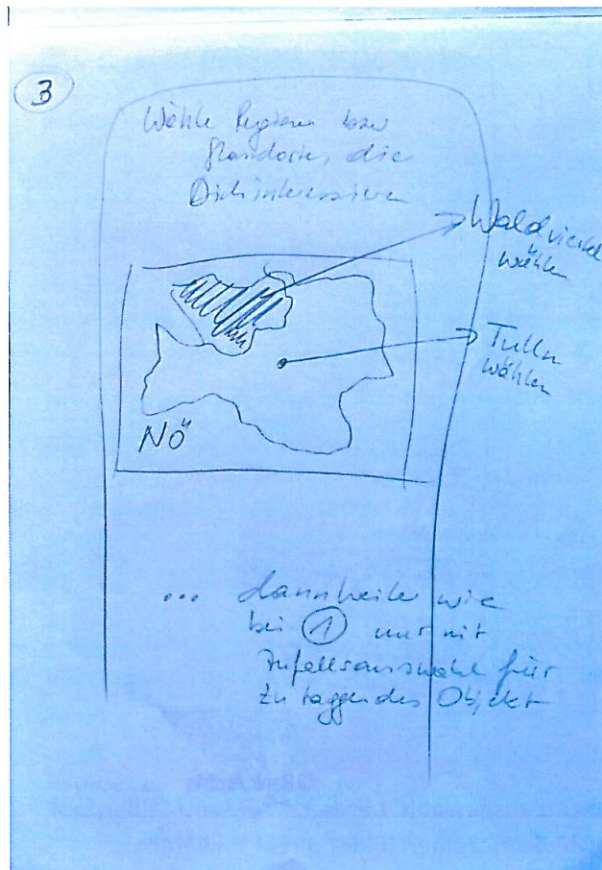 3
Wähle Regionen bzw
Standorte, die
Dich interessieren
Waldviertel
wählen
Tulln
wählen
NÖ
... dann weiter wie
bei 1 nur mit
Zufallsauswahl für
zu taggendes Objekt